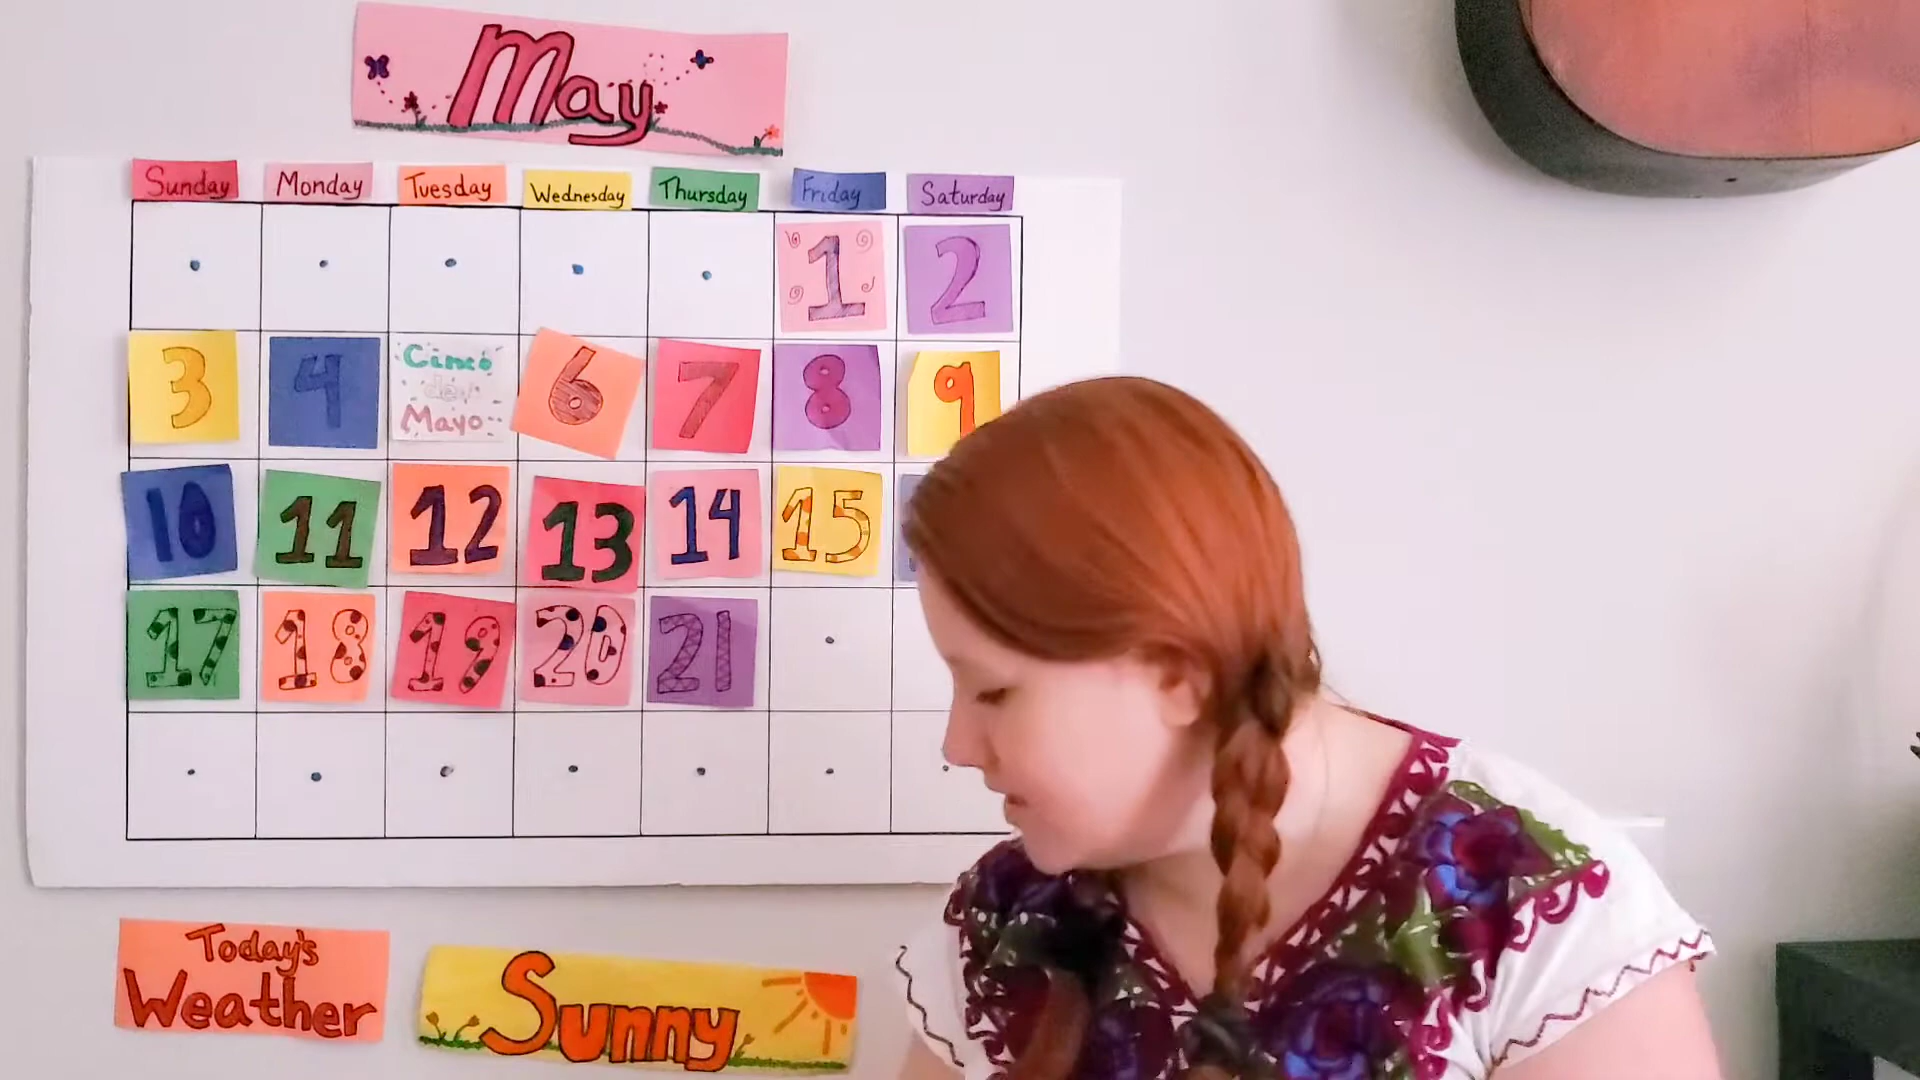 May
Sunday Monday Tuesday Wednesday Thursday Friday Saturday
1 2
3 4 Cinco de Mayo 6 7 8 9
10 11 12 13 14 15
17 18 19 20 21
Today's
Weather
Sunny